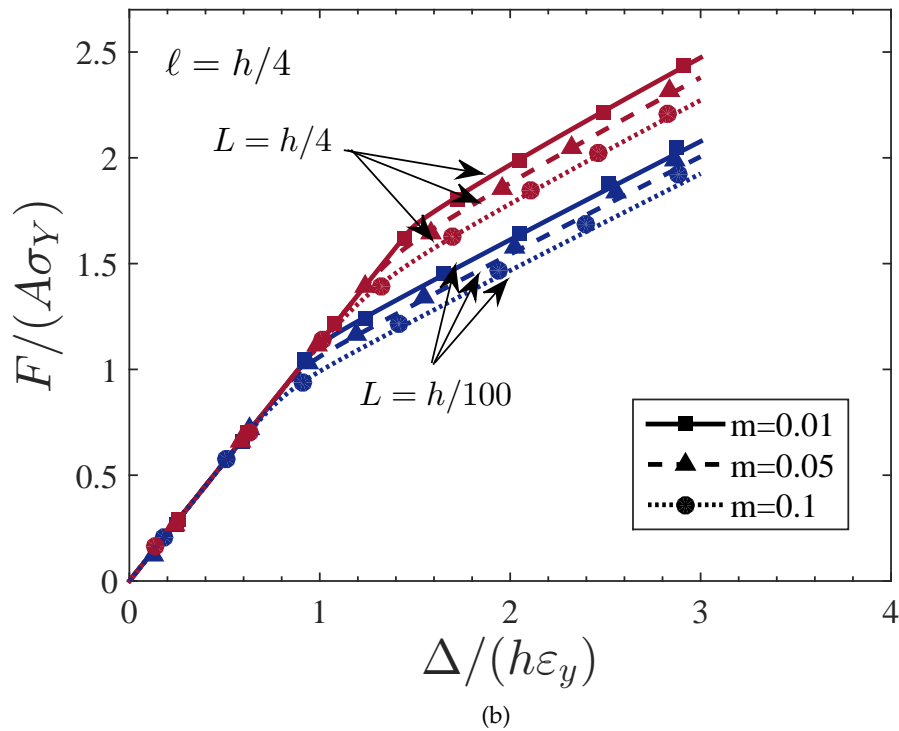 2.5
ℓ = h/4
2
L = h/4
F/(Aσ_Y)
1.5
1
L = h/100
m=0.01
m=0.05
m=0.1
0.5
0
0 1 2 3 4
Δ/(hε_y)
(b)